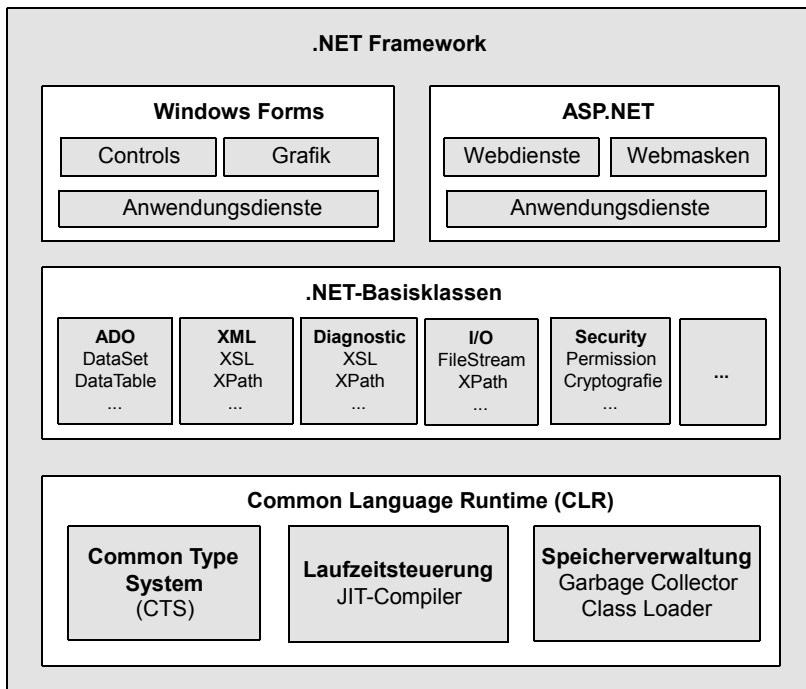 .NET Framework
Windows Forms
Controls
Grafik
Anwendungsdienste
ASP.NET
Webdienste
Webmasken
Anwendungsdienste
.NET-Basisklassen
ADO
DataSet
DataTable
...
XML
XSL
XPath
...
Diagnostic
XSL
XPath
...
I/O
FileStream
XPath
...
Security
Permission
Cryptografie
...
...
Common Language Runtime (CLR)
Common Type
System
(CTS)
Laufzeitsteuerung
JIT-Compiler
Speicherverwaltung
Garbage Collector
Class Loader